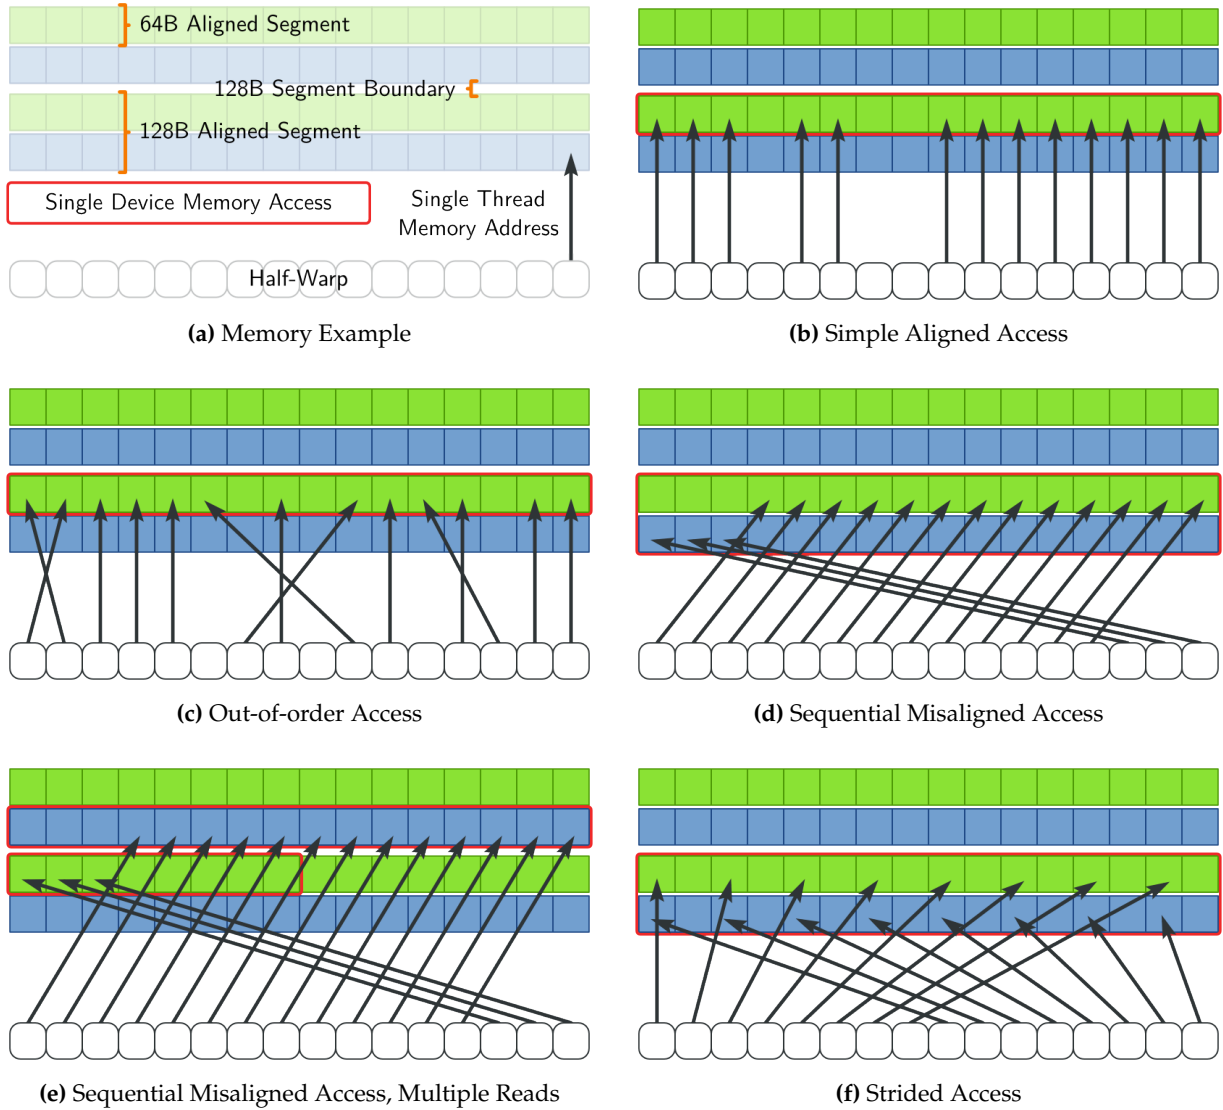 64B Aligned Segment
128B Segment Boundary
128B Aligned Segment
Single Device Memory Access
Single Thread
Memory Address
Half-Warp
(a) Memory Example
(b) Simple Aligned Access
(c) Out-of-order Access
(d) Sequential Misaligned Access
(e) Sequential Misaligned Access, Multiple Reads
(f) Strided Access